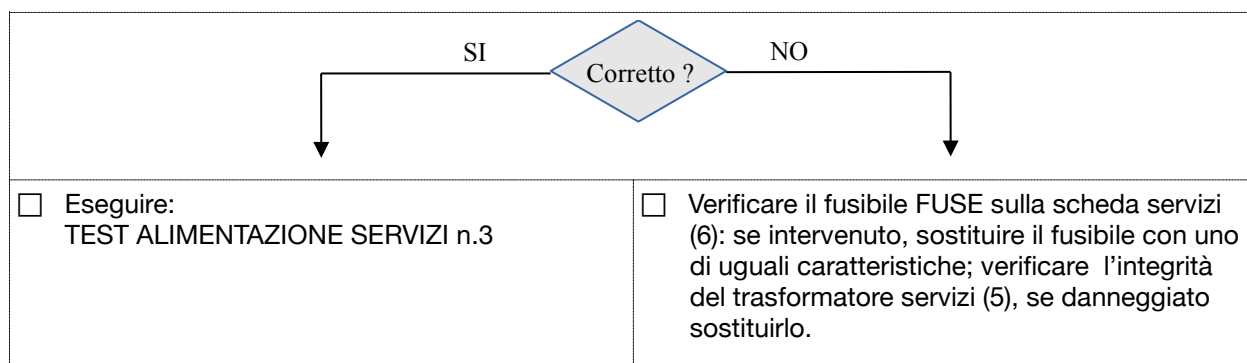 SI
Corretto ?
NO
Eseguire:
TEST ALIMENTAZIONE SERVIZI n.3
Verificare il fusibile FUSE sulla scheda servizi
(6): se intervenuto, sostituire il fusibile con uno
di uguali caratteristiche; verificare  l’integrità
del trasformatore servizi (5), se danneggiato
sostituirlo.